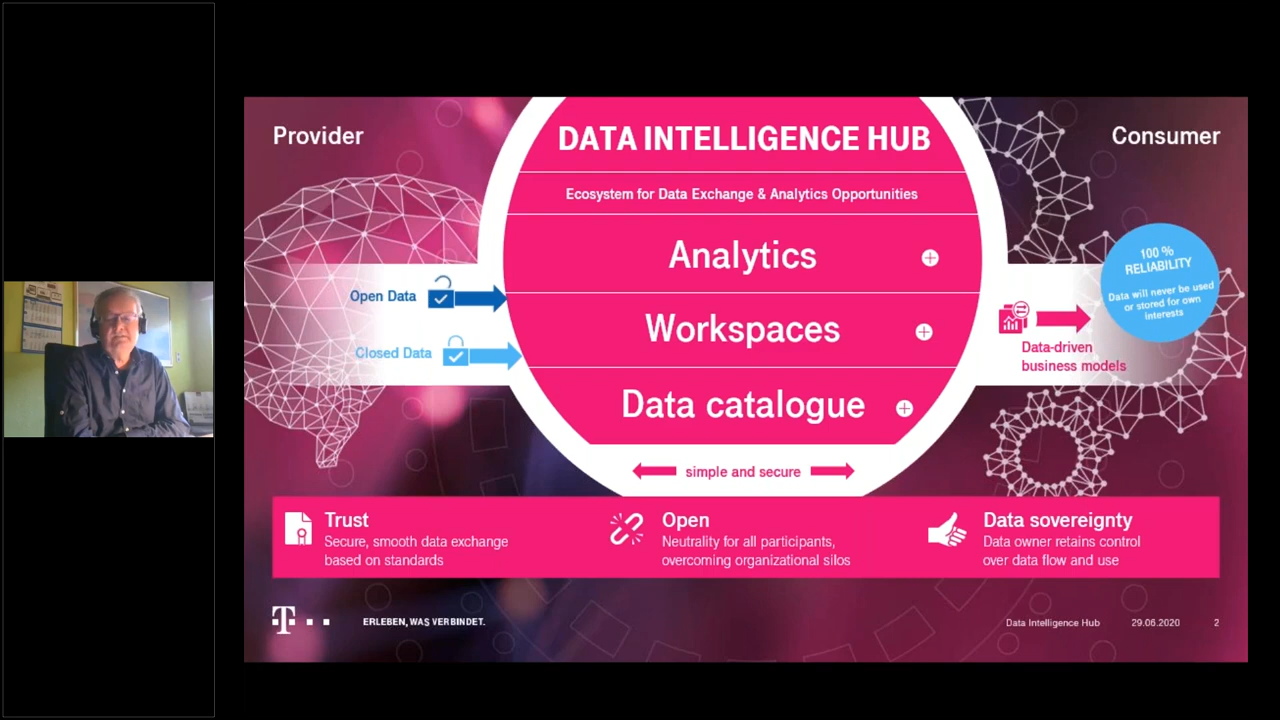 Provider
Consumer
DATA INTELLIGENCE HUB
Ecosystem for Data Exchange & Analytics Opportunities
Analytics
Workspaces
Data catalogue
simple and secure
Open Data
Closed Data
100 %
RELIABILITY
Data will never be used
or stored for own
interests
Data-driven
business models
Trust
Secure, smooth data exchange
based on standards
Open
Neutrality for all participants,
overcoming organizational silos
Data sovereignty
Data owner retains control
over data flow and use
T
ERLEBEN, WAS VERBINDET.
Data Intelligence Hub
29.06.2020
2